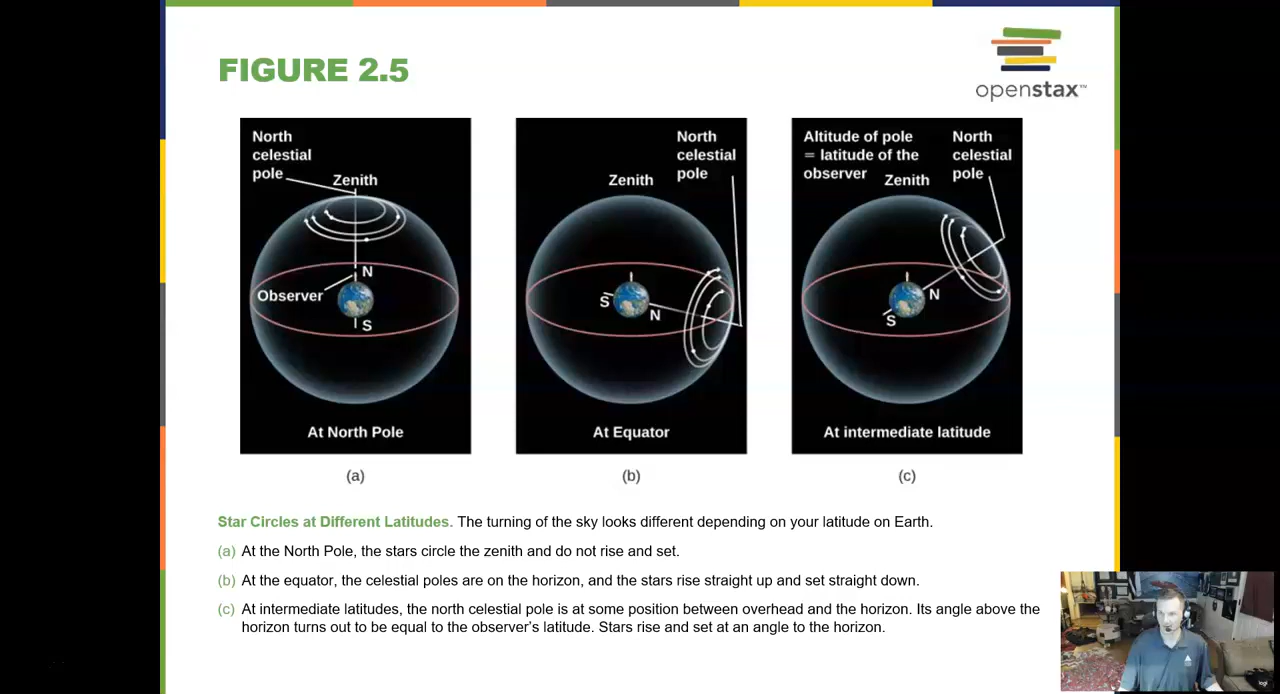 FIGURE 2.5
openstax™
North
celestial
pole
Zenith
N
Observer
S
At North Pole
(a)
North
celestial
pole
Zenith
S
N
At Equator
(b)
Altitude of pole
= latitude of the
observer
Zenith
North
celestial
pole
N
S
At intermediate latitude
(c)
Star Circles at Different Latitudes. The turning of the sky looks different depending on your latitude on Earth.
(a) At the North Pole, the stars circle the zenith and do not rise and set.
(b) At the equator, the celestial poles are on the horizon, and the stars rise straight up and set straight down.
(c) At intermediate latitudes, the north celestial pole is at some position between overhead and the horizon. Its angle above the
horizon turns out to be equal to the observer's latitude. Stars rise and set at an angle to the horizon.
logi